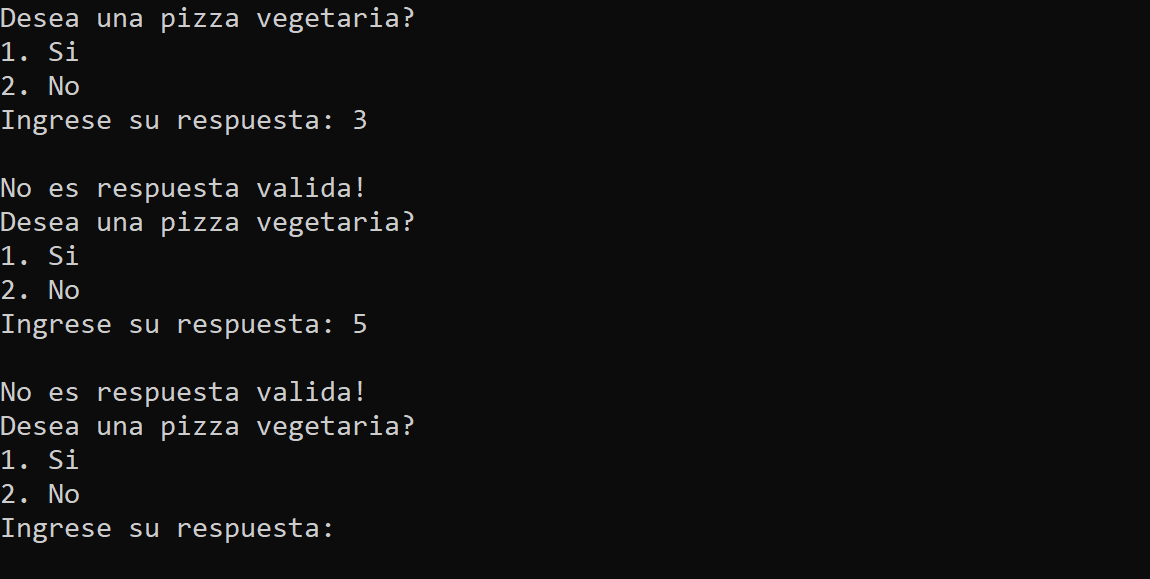 Desea una pizza vegetaria?
1. Si
2. No
Ingrese su respuesta: 3
No es respuesta valida!
Desea una pizza vegetaria?
1. Si
2. No
Ingrese su respuesta: 5
No es respuesta valida!
Desea una pizza vegetaria?
1. Si
2. No
Ingrese su respuesta: